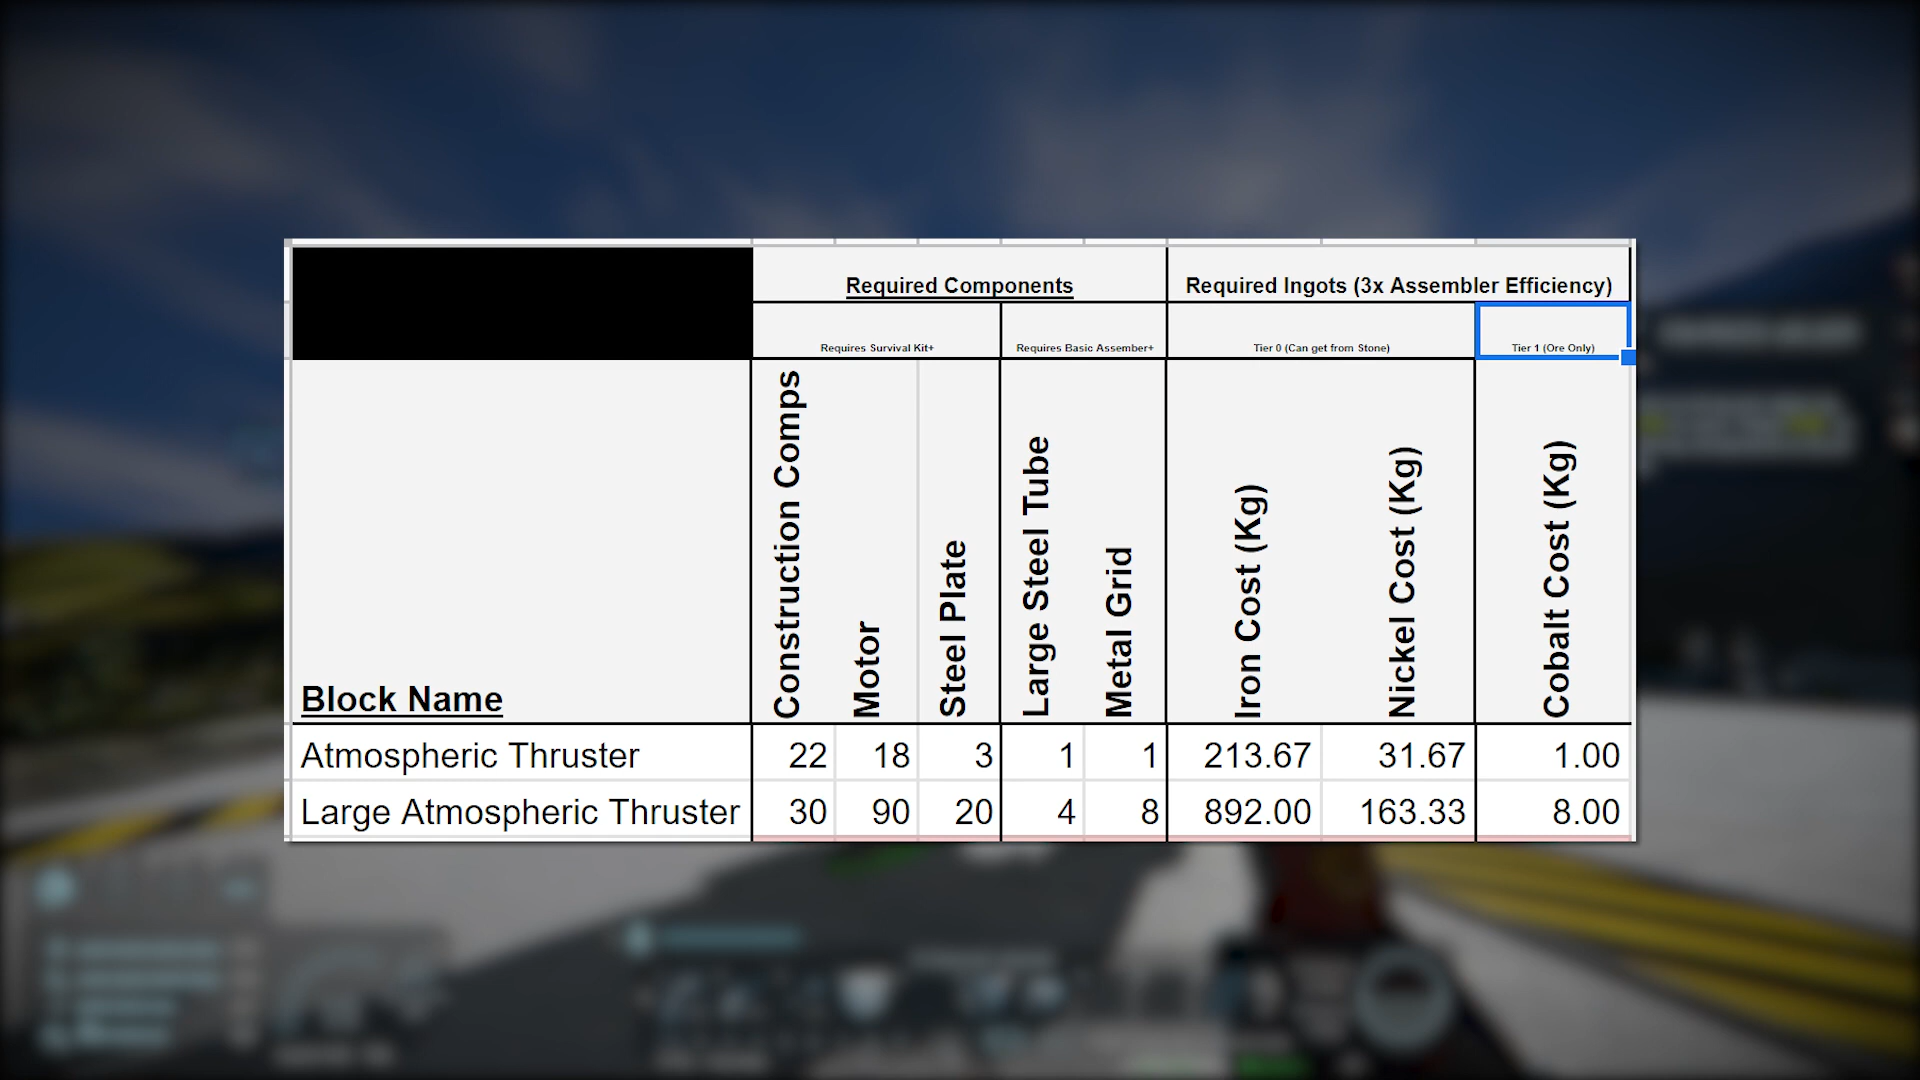 Required Components
Required Ingots (3x Assembler Efficiency)
Requires Survival Kit+
Requires Basic Assember+
Tier 0 (Can get from Stone)
Tier 1 (Ore Only)
Block Name
Construction Comps
Motor
Steel Plate
Large Steel Tube
Metal Grid
Iron Cost (Kg)
Nickel Cost (Kg)
Cobalt Cost (Kg)
Atmospheric Thruster 22 18 3 1 1 213.67 31.67 1.00
Large Atmospheric Thruster 30 90 20 4 8 892.00 163.33 8.00